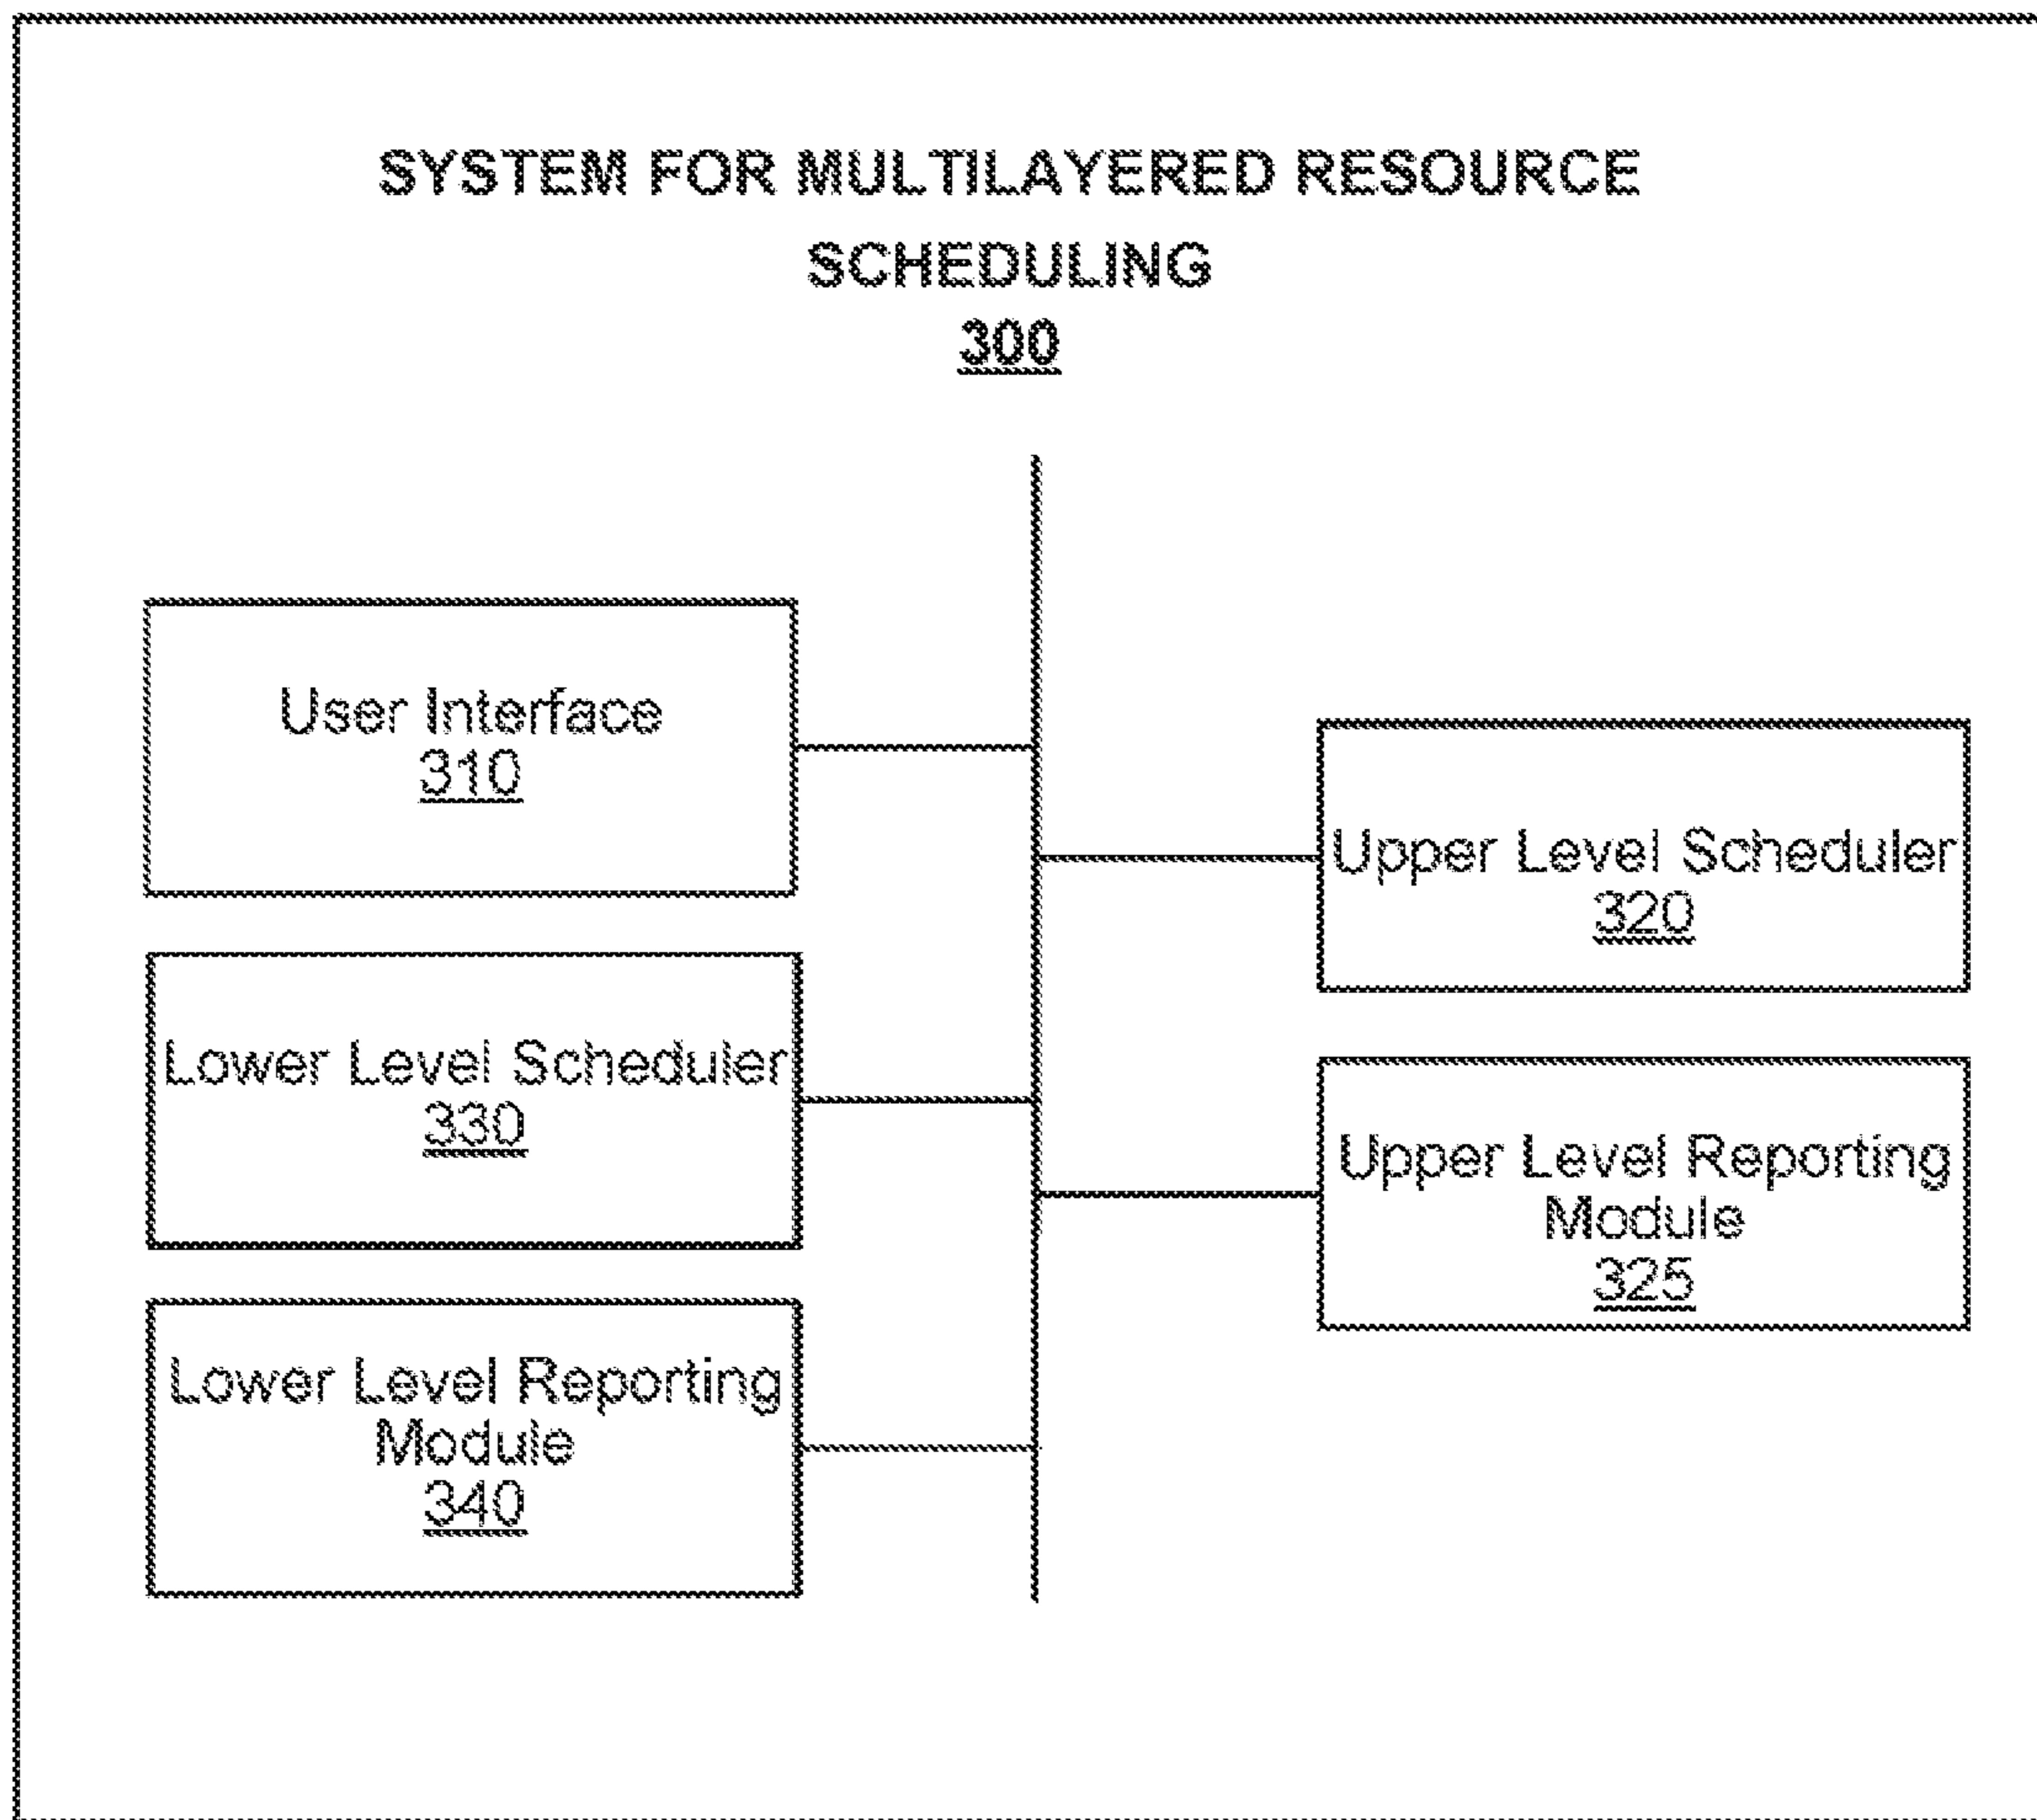 SYSTEM FOR MULTILAYERED RESOURCE
SCHEDULING
300
User Interface
310
Upper Level Scheduler
320
Lower Level Scheduler
330
Upper Level Reporting
Module
325
Lower Level Reporting
Module
340